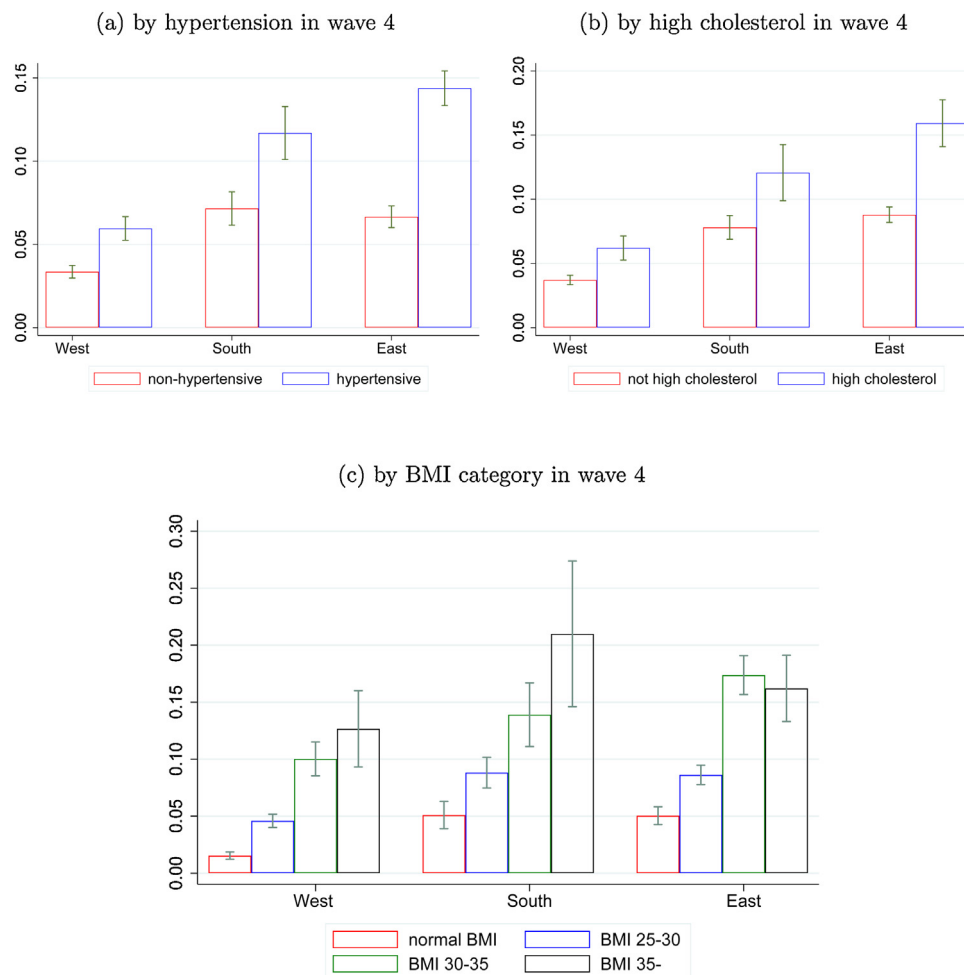 (a) by hypertension in wave 4
0.15
0.10
0.05
0.00
West South East
non-hypertensive hypertensive
(b) by high cholesterol in wave 4
0.20
0.15
0.10
0.05
0.00
West South East
not high cholesterol high cholesterol
(c) by BMI category in wave 4
0.30
0.25
0.20
0.15
0.10
0.05
0.00
West South East
normal BMI BMI 25-30
BMI 30-35 BMI 35-